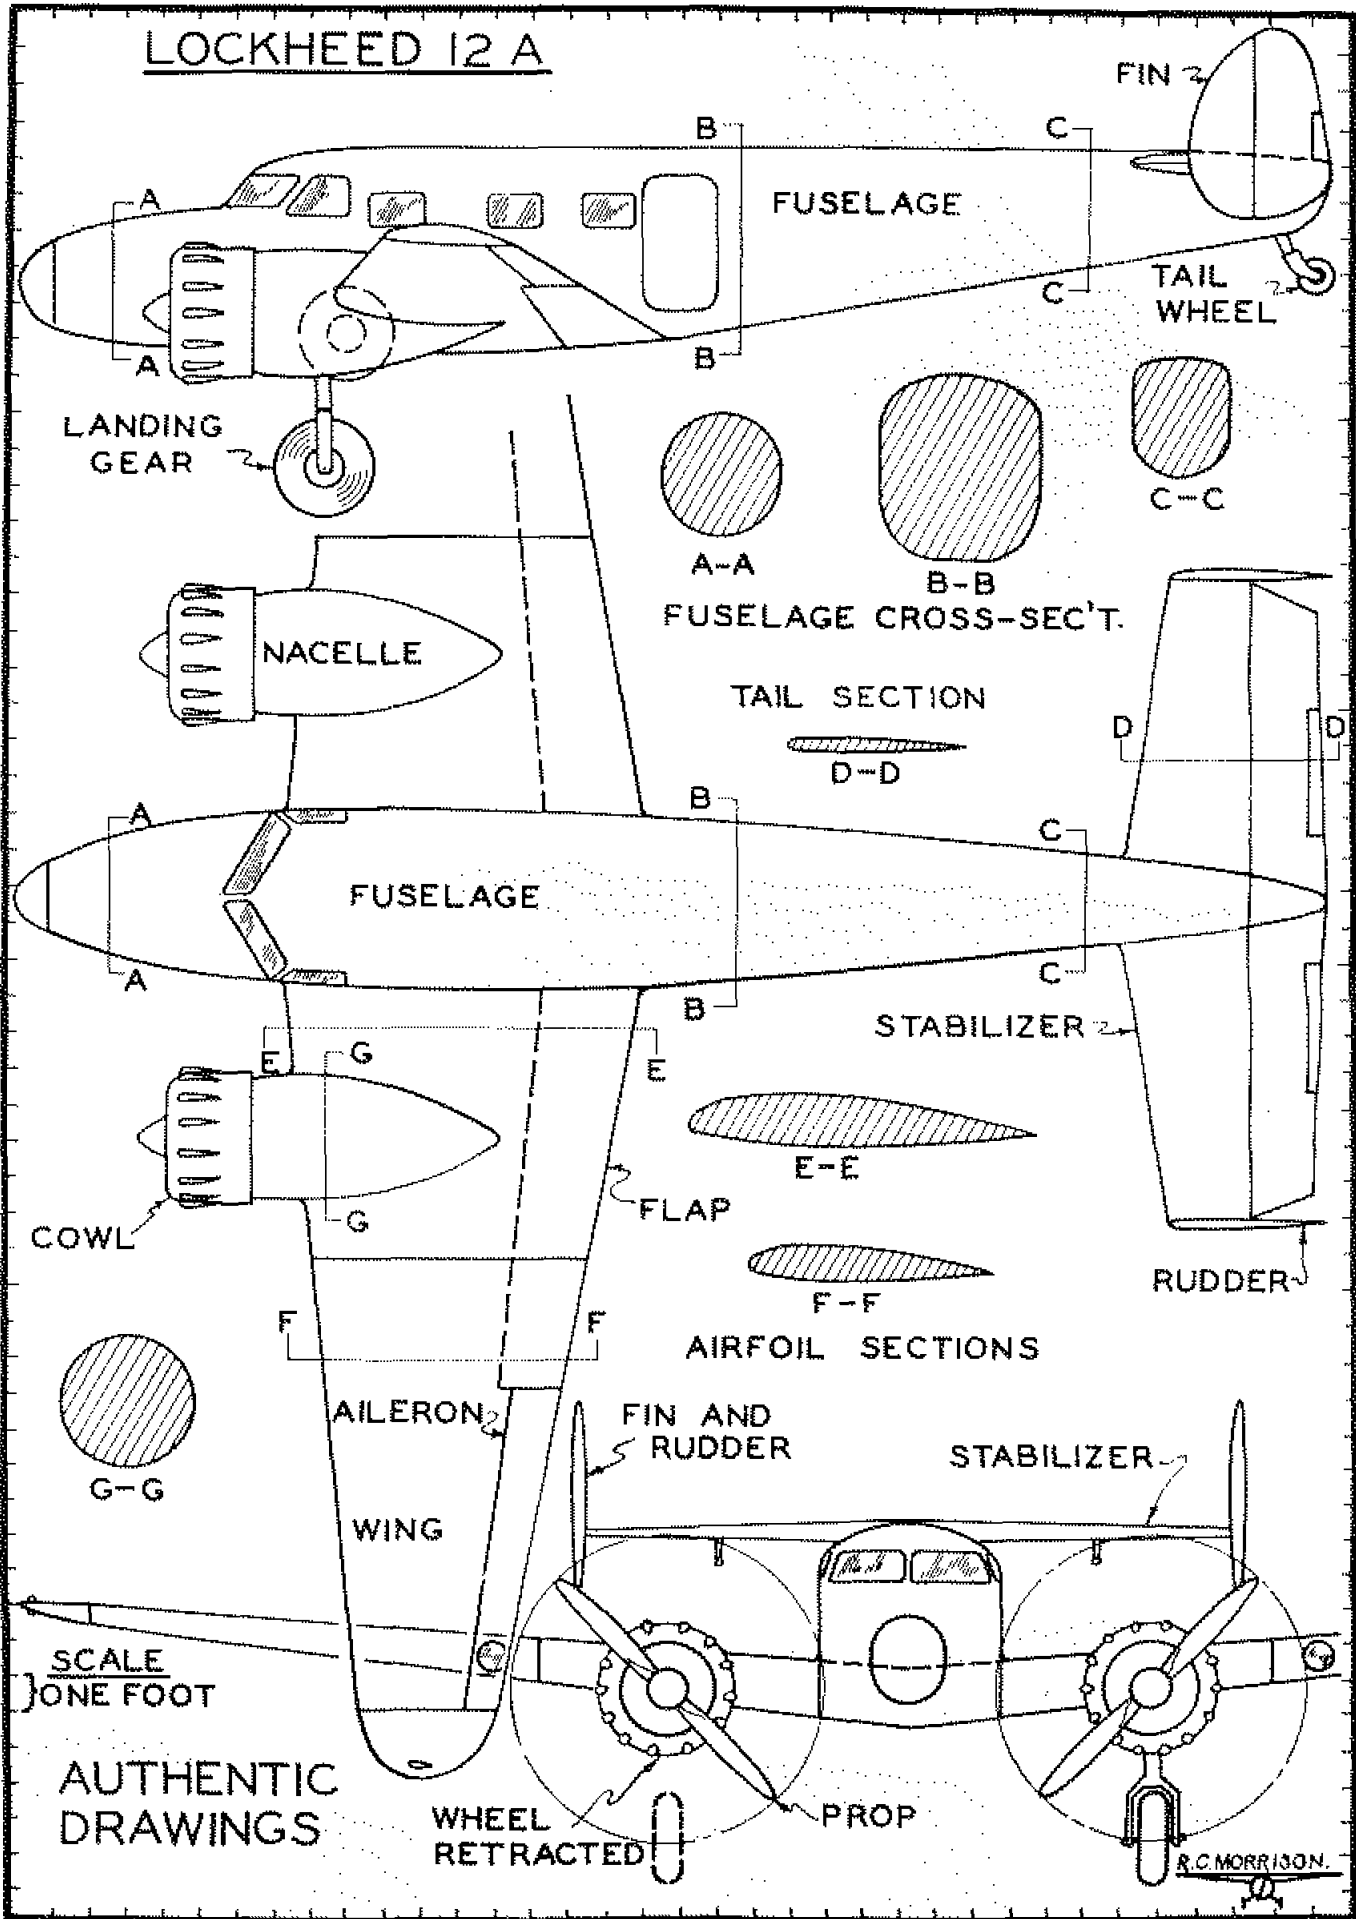 LOCKHEED 12 A
FIN
B
C
A
FUSELAGE
TAIL
WHEEL
C
B
A
LANDING
GEAR
A-A
B-B
C-C
FUSELAGE CROSS-SEC'T.
NACELLE
TAIL SECTION
D-D
D
D
A
B
C
FUSELAGE
A
B
C
STABILIZER
E
G
E
E-E
G
FLAP
COWL
F-F
RUDDER
F
F
AIRFOIL SECTIONS
G-G
AILERON
FIN AND
RUDDER
STABILIZER
WING
SCALE
}ONE FOOT
AUTHENTIC
DRAWINGS
WHEEL
RETRACTED
PROP
R.C. MORRISON.